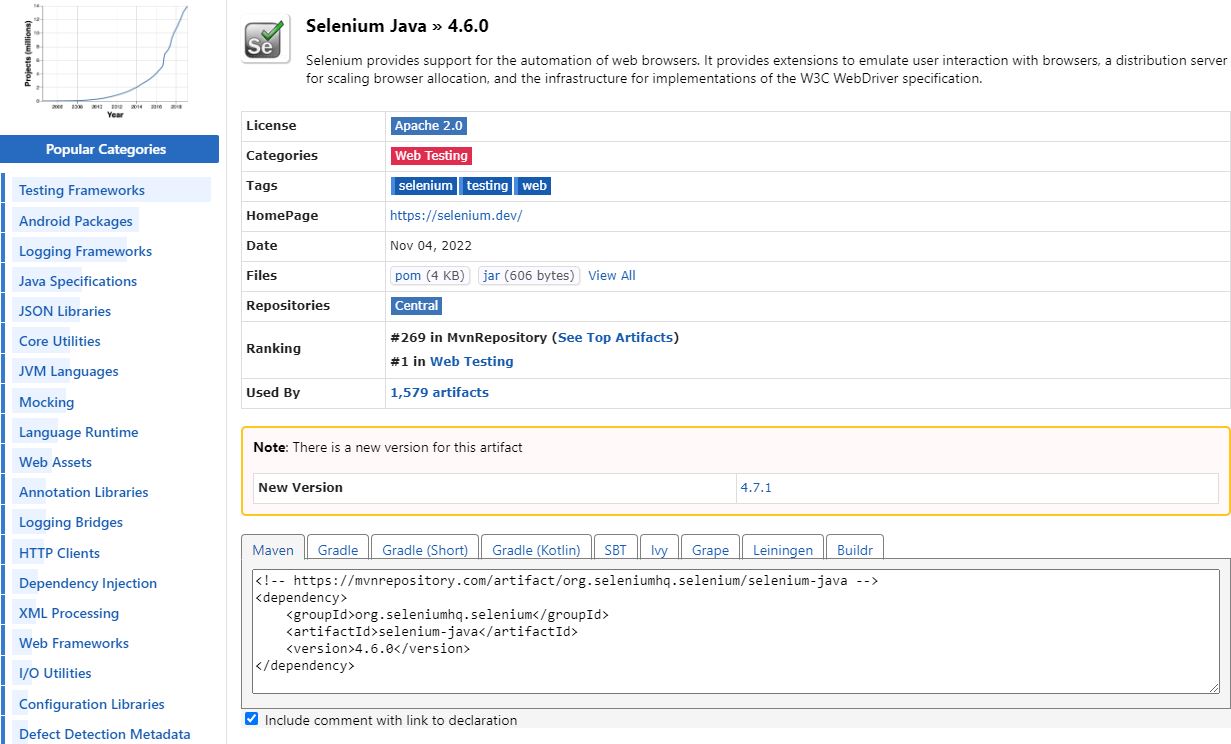 Projects (millions)
14
12
10
8
6
4
2
0
2006 2008 2010 2012 2014 2016 2018
Year
Popular Categories
Testing Frameworks
Android Packages
Logging Frameworks
Java Specifications
JSON Libraries
Core Utilities
JVM Languages
Mocking
Language Runtime
Web Assets
Annotation Libraries
Logging Bridges
HTTP Clients
Dependency Injection
XML Processing
Web Frameworks
I/O Utilities
Configuration Libraries
Defect Detection Metadata
Se
Selenium Java » 4.6.0
Selenium provides support for the automation of web browsers. It provides extensions to emulate user interaction with browsers, a distribution server
for scaling browser allocation, and the infrastructure for implementations of the W3C WebDriver specification.
License Apache 2.0
Categories Web Testing
Tags selenium testing web
HomePage https://selenium.dev/
Date Nov 04, 2022
Files pom (4 KB) jar (606 bytes) View All
Repositories Central
Ranking #269 in MvnRepository (See Top Artifacts)
#1 in Web Testing
Used By 1,579 artifacts
Note: There is a new version for this artifact
New Version 4.7.1
Maven Gradle Gradle (Short) Gradle (Kotlin) SBT Ivy Grape Leiningen Buildr
<!-- https://mvnrepository.com/artifact/org.seleniumhq.selenium/selenium-java -->
<dependency>
    <groupId>org.seleniumhq.selenium</groupId>
    <artifactId>selenium-java</artifactId>
    <version>4.6.0</version>
</dependency>
Include comment with link to declaration